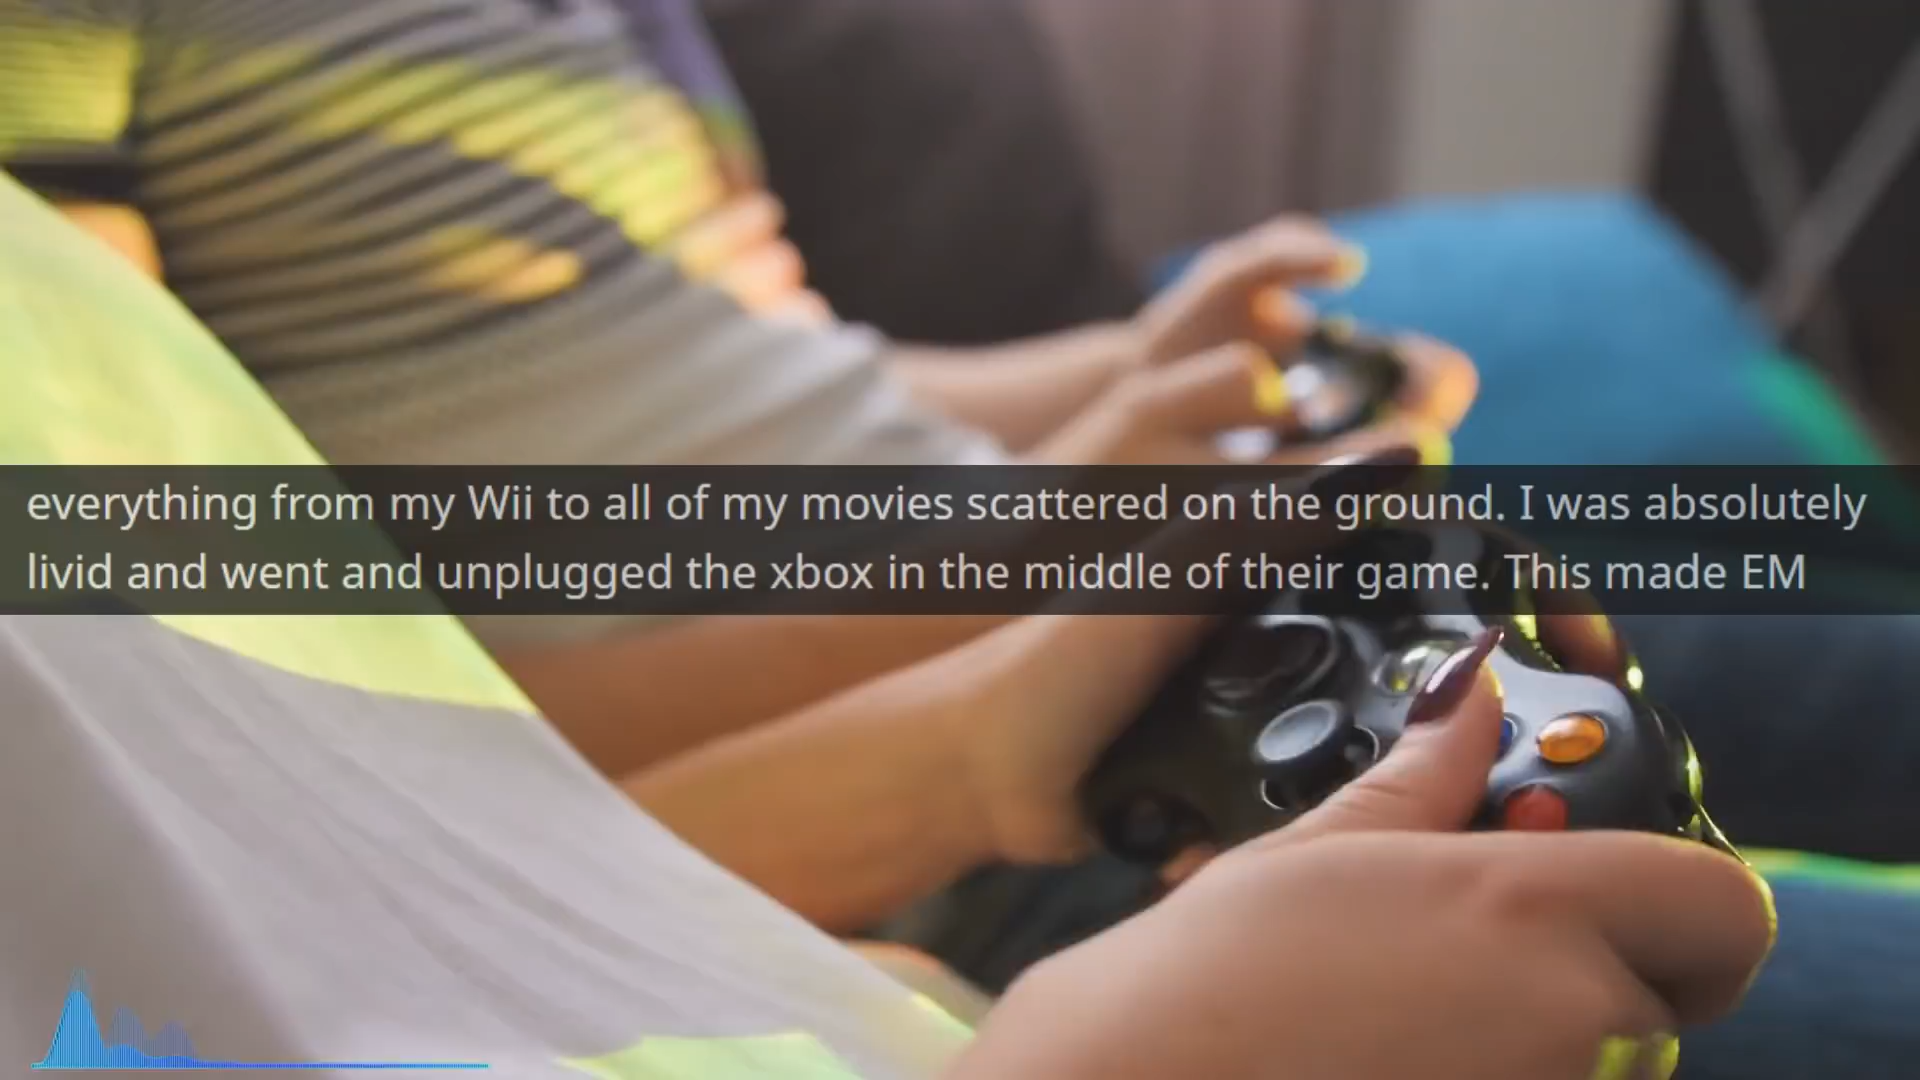 everything from my Wii to all of my movies scattered on the ground. I was absolutely
livid and went and unplugged the xbox in the middle of their game. This made EM